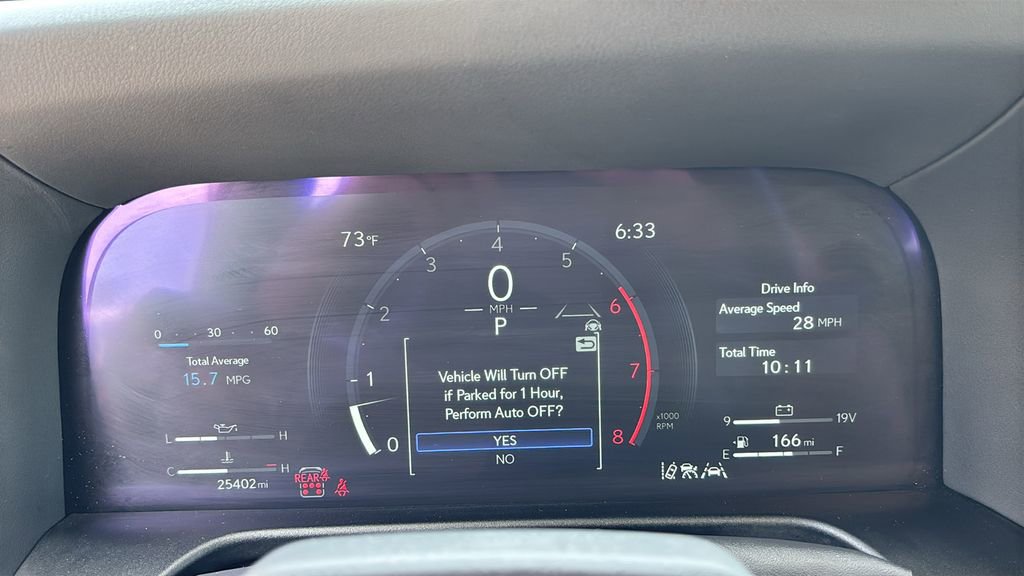 73°F
6:33
0 1 2 3 4 5 6 7 8
x1000
RPM
0
MPH
P
0 30 60
Total Average
15.7 MPG
L H
C H
25402 mi
REAR
Vehicle Will Turn OFF
if Parked for 1 Hour,
Perform Auto OFF?
YES
NO
Drive Info
Average Speed
28 MPH
Total Time
10:11
9 19V
166 mi
E F